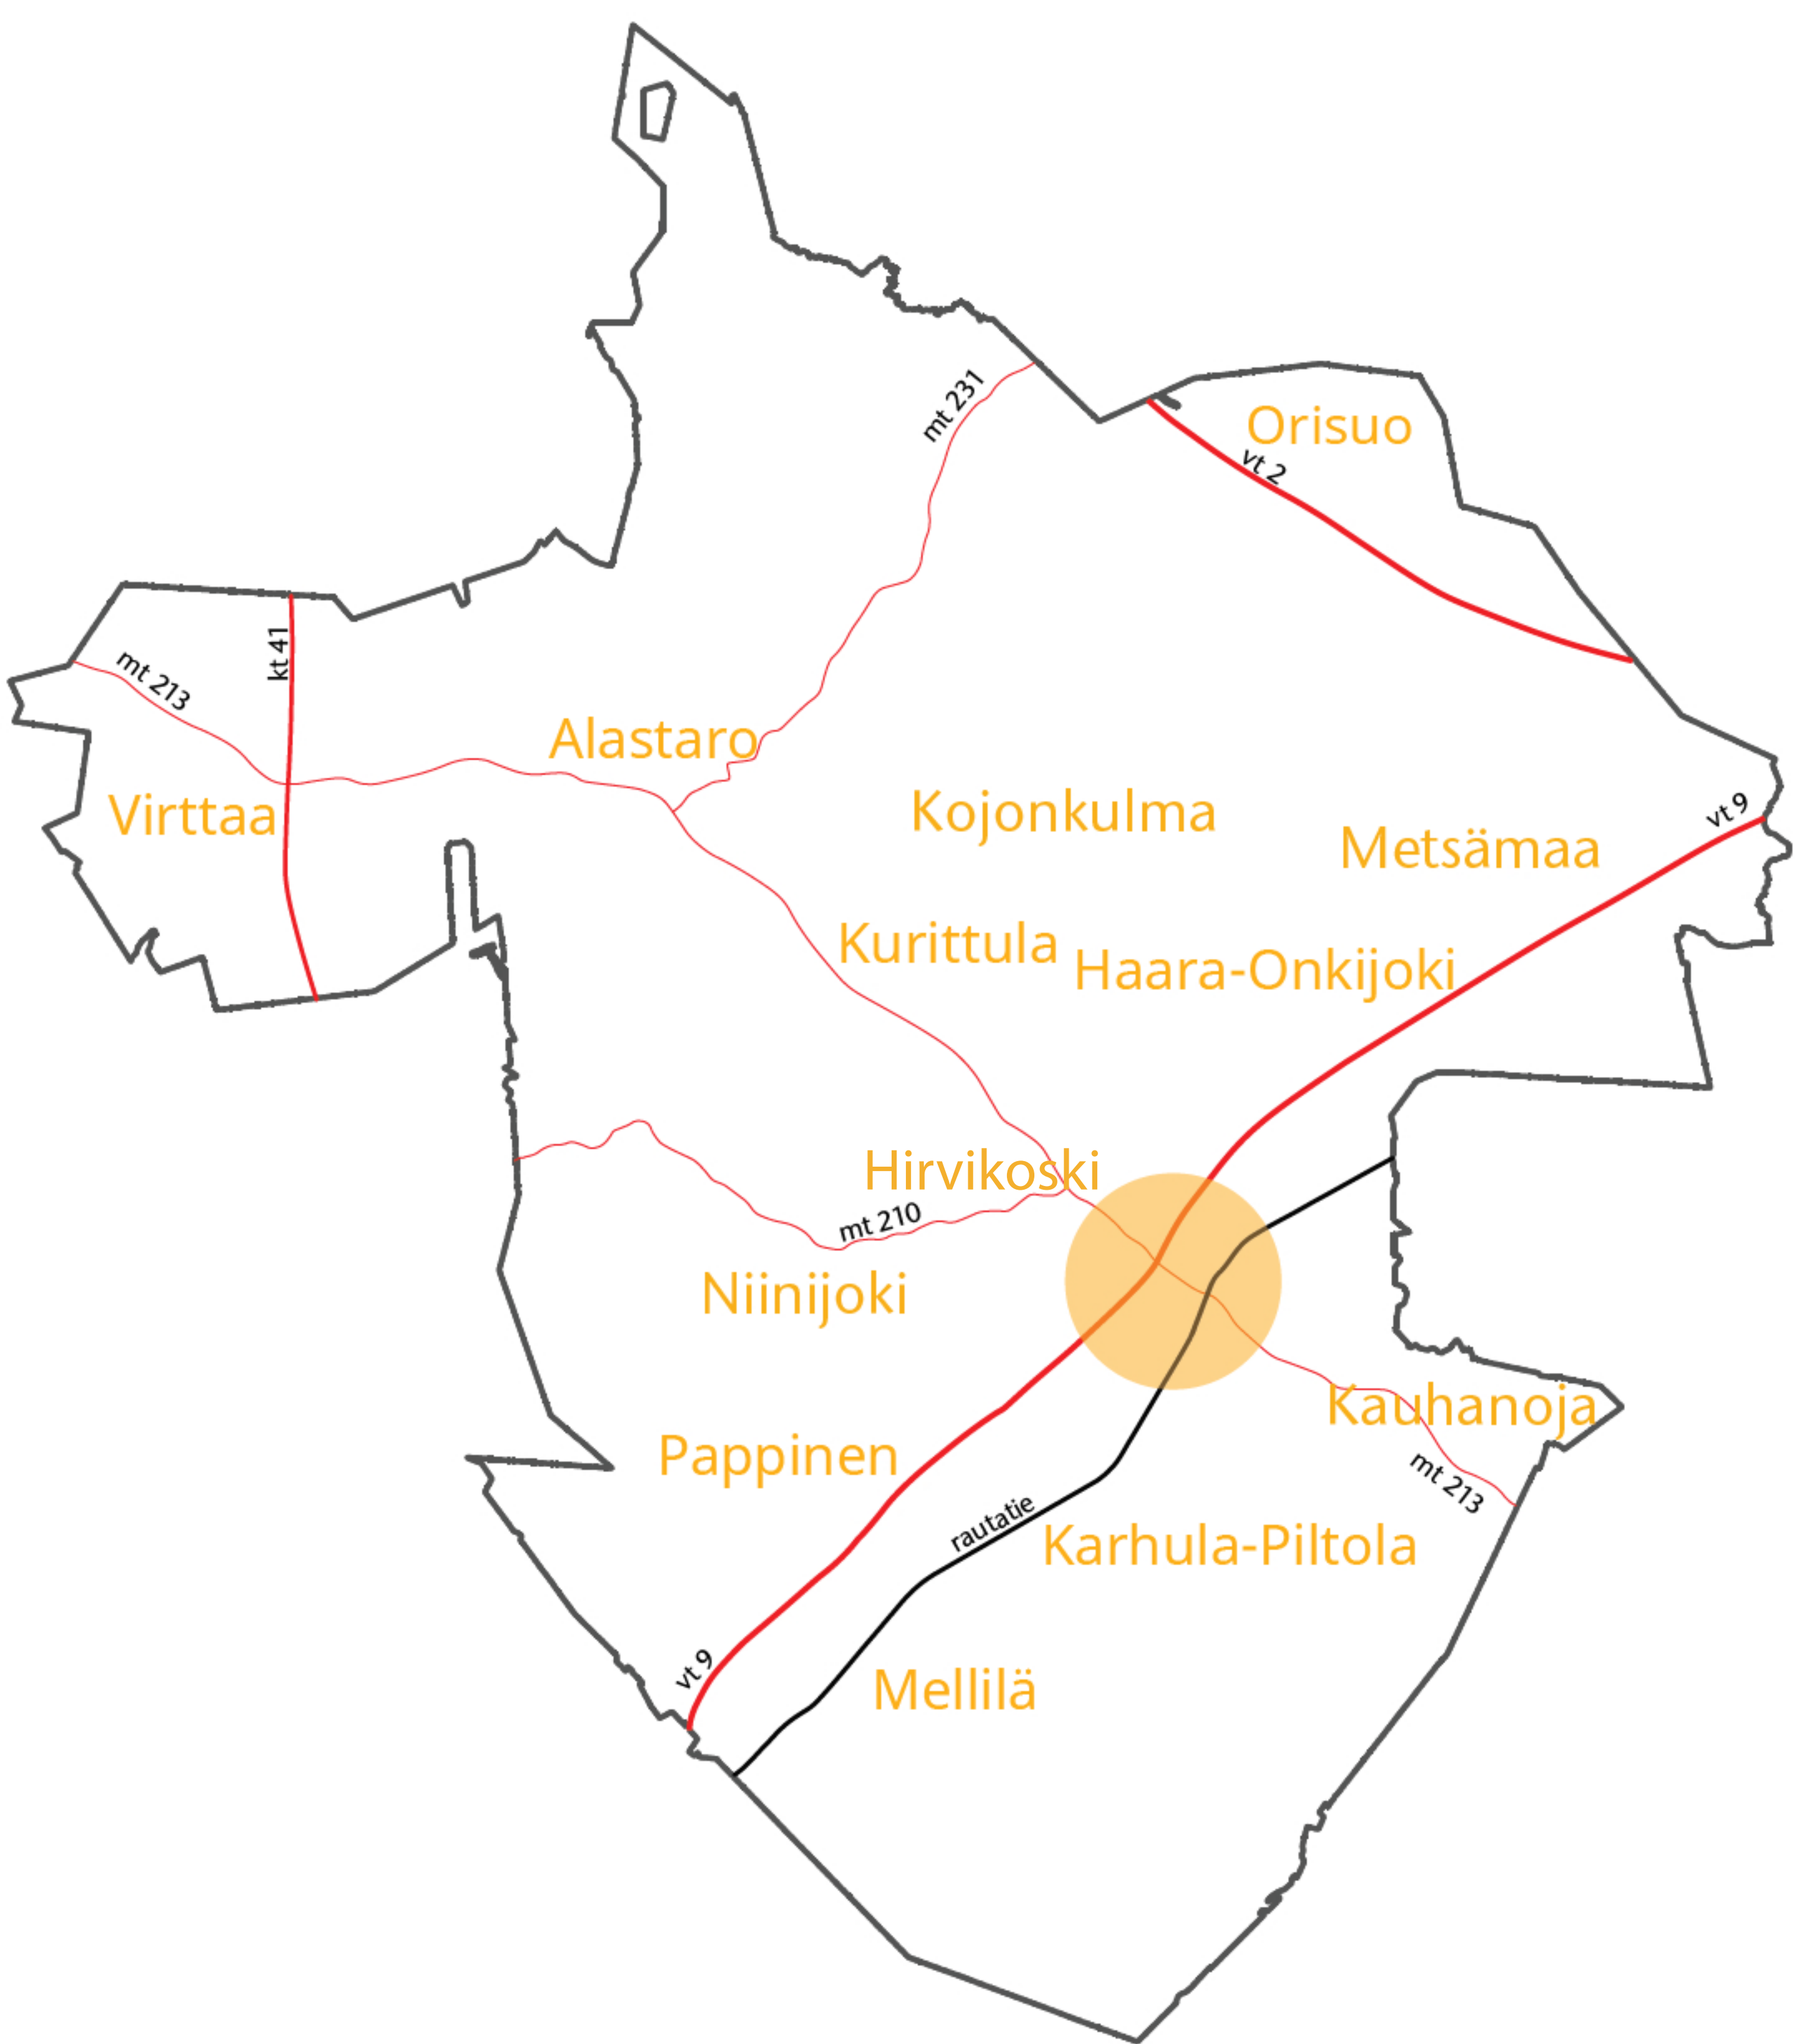 mt 231
Orisuo
vt 2
kt 41
mt 213
Alastaro
Virttaa
Kojonkulma
vt 9
Metsämaa
Kurittula
Haara-Onkijoki
Hirvikoski
mt 210
Niinijoki
Kauhanoja
Pappinen
mt 213
rautatie
Karhula-Piltola
vt 9
Mellilä